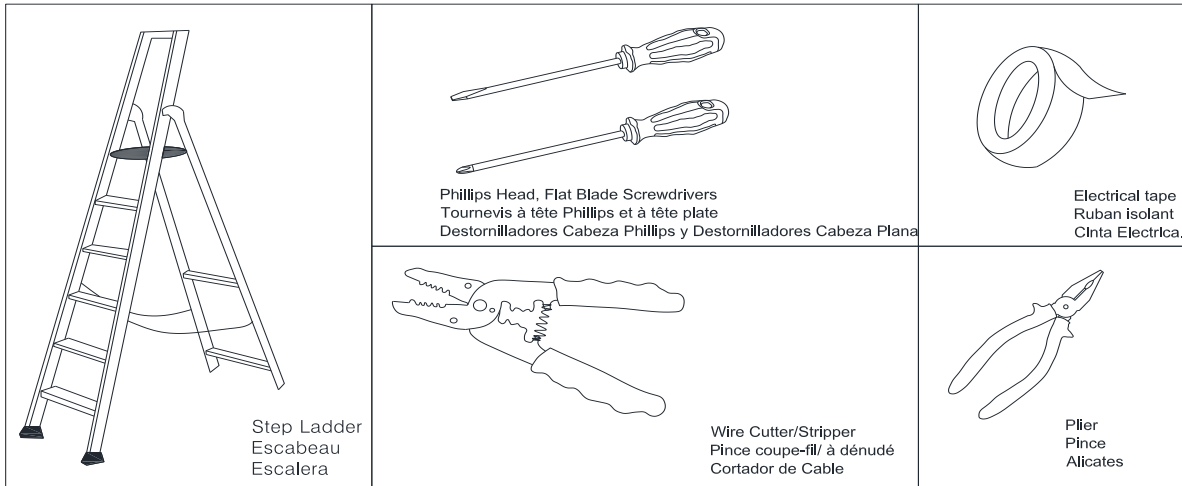 Step Ladder
Escabeau
Escalera
Phillips Head, Flat Blade Screwdrivers
Tournevis à tête Phillips et à tête plate
Destornilladores Cabeza Phillips y Destornilladores Cabeza Plana
Electrical tape
Ruban isolant
Cinta Electrica.
Wire Cutter/Stripper
Pince coupe-fil/ à dénudé
Cortador de Cable
Plier
Pince
Alicates